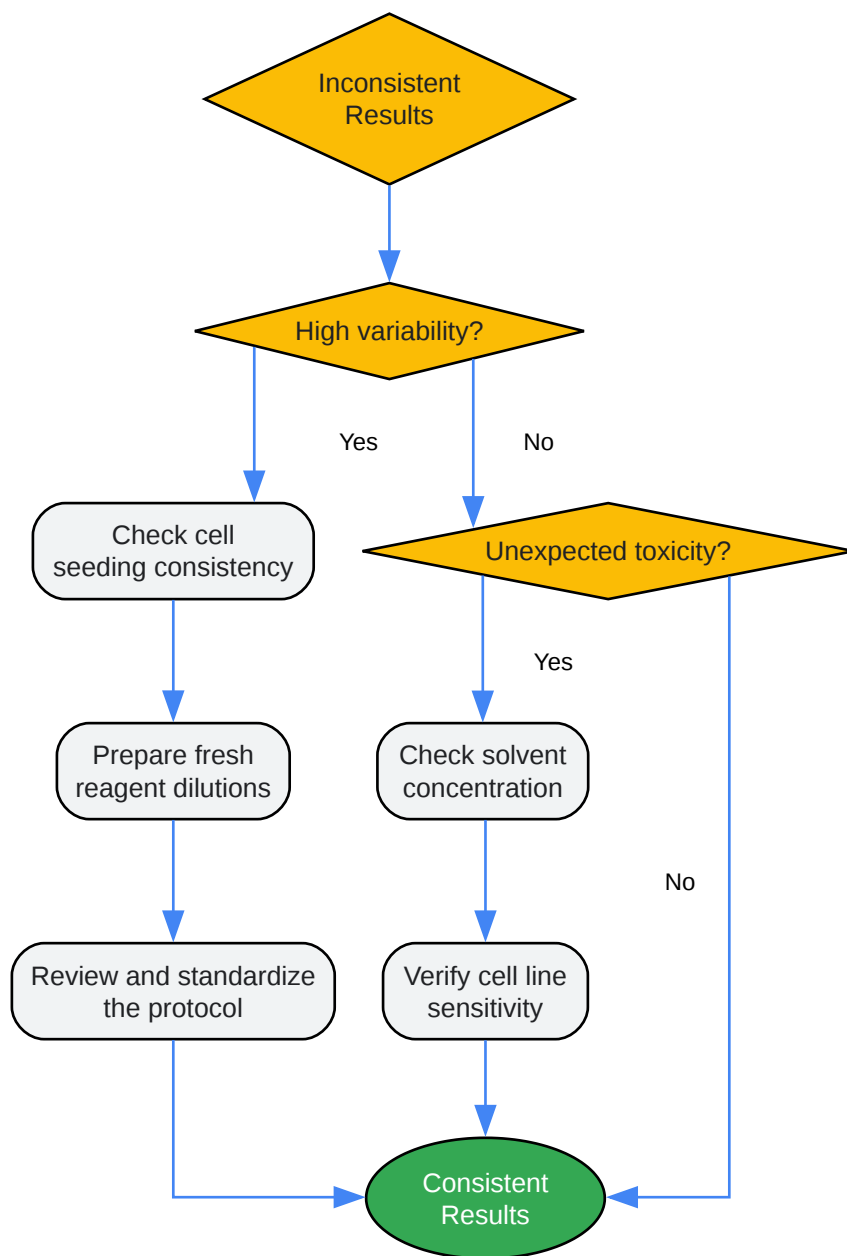 Inconsistent
Results
High variability?
Yes
No
Check cell
seeding consistency
Unexpected toxicity?
Yes
Prepare fresh
reagent dilutions
Check solvent
concentration
No
Review and standardize
the protocol
Verify cell line
sensitivity
Consistent
Results